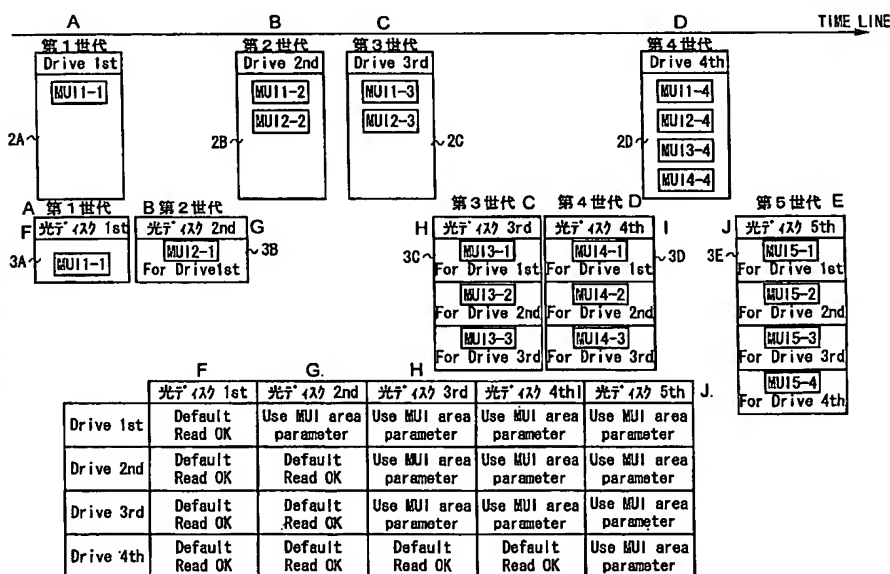 A B C D TIME LINE
第1世代 第2世代 第3世代 第4世代
Drive 1st Drive 2nd Drive 3rd Drive 4th
MUI1-1 MUI1-2 MUI1-3 MUI1-4
MUI2-2 MUI2-3 MUI2-4
2A 2B 2C 2D MUI3-4
MUI4-4
A 第1世代 B 第2世代 第3世代 C 第4世代 D 第5世代 E
F 光ディスク 1st 光ディスク 2nd G H 光ディスク 3rd 光ディスク 4th I J 光ディスク 5th
3A MUI1-1 MUI2-1 3B 3C MUI3-1 MUI4-1 3D 3E MUI5-1
For Drive1st For Drive 1st For Drive 1st For Drive 1st
MUI3-2 MUI4-2 MUI5-2
For Drive 2nd For Drive 2nd For Drive 2nd
MUI3-3 MUI4-3 MUI5-3
For Drive 3rd For Drive 3rd For Drive 3rd
MUI5-4
For Drive 4th
F G. H
光ディスク 1st 光ディスク 2nd 光ディスク 3rd 光ディスク 4th I 光ディスク 5th J.
Drive 1st Default Use MUI area Use MUI area Use MUI area Use MUI area
Read OK parameter parameter parameter parameter
Drive 2nd Default Default Use MUI area Use MUI area Use MUI area
Read OK Read OK parameter parameter parameter
Drive 3rd Default Default Use MUI area Use MUI area Use MUI area
Read OK Read OK parameter parameter parameter
Drive 4th Default Default Default Default Use MUI area
Read OK Read OK Read OK Read OK parameter